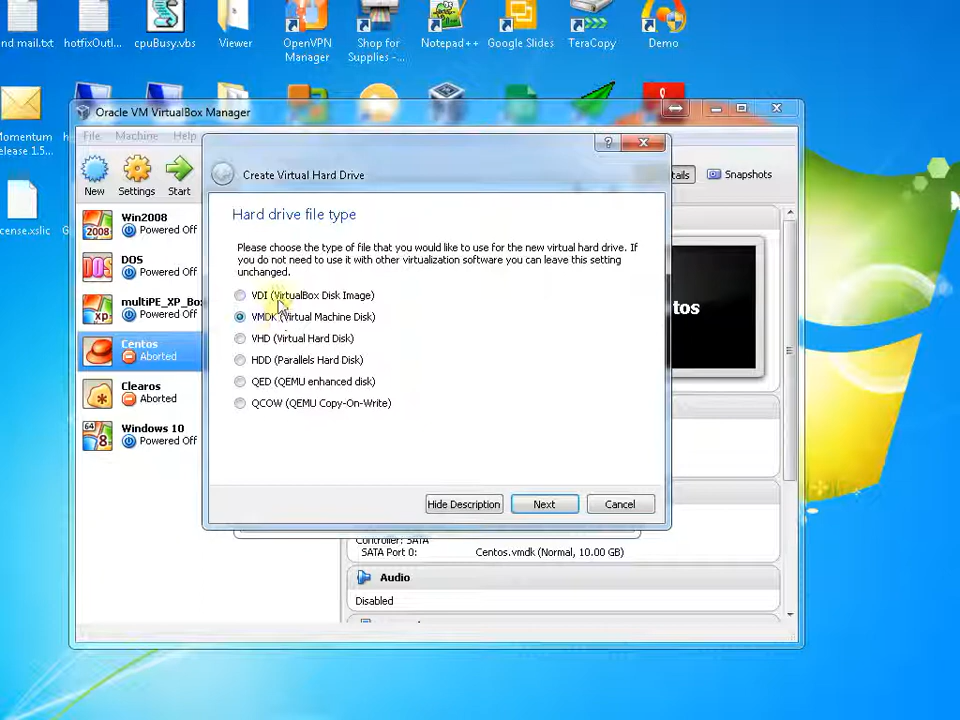 nd mail.txt
hotfixOutl...
cpuBusy.vbs
Viewer
OpenVPN
Manager
Shop for
Supplies -...
Notepad++
Google Slides
TeraCopy
Demo
Momentum
elease 1.5...
cense.xslic
Oracle VM VirtualBox Manager
File Machine Help
New
Settings
Start
tails
Snapshots
Win2008
Powered Off
DOS
Powered Off
multiPE_XP_Bo
Powered Off
Centos
Aborted
Clearos
Aborted
Windows 10
Powered Off
2008
DOS
xp
64
8
tos
? 
Create Virtual Hard Drive
Hard drive file type
Please choose the type of file that you would like to use for the new virtual hard drive. If
you do not need to use it with other virtualization software you can leave this setting
unchanged.
VDI (VirtualBox Disk Image)
VMDK (Virtual Machine Disk)
VHD (Virtual Hard Disk)
HDD (Parallels Hard Disk)
QED (QEMU enhanced disk)
QCOW (QEMU Copy-On-Write)
Hide Description
Next
Cancel
Controller: SATA
SATA Port 0:
Centos.vmdk (Normal, 10.00 GB)
Audio
Disabled